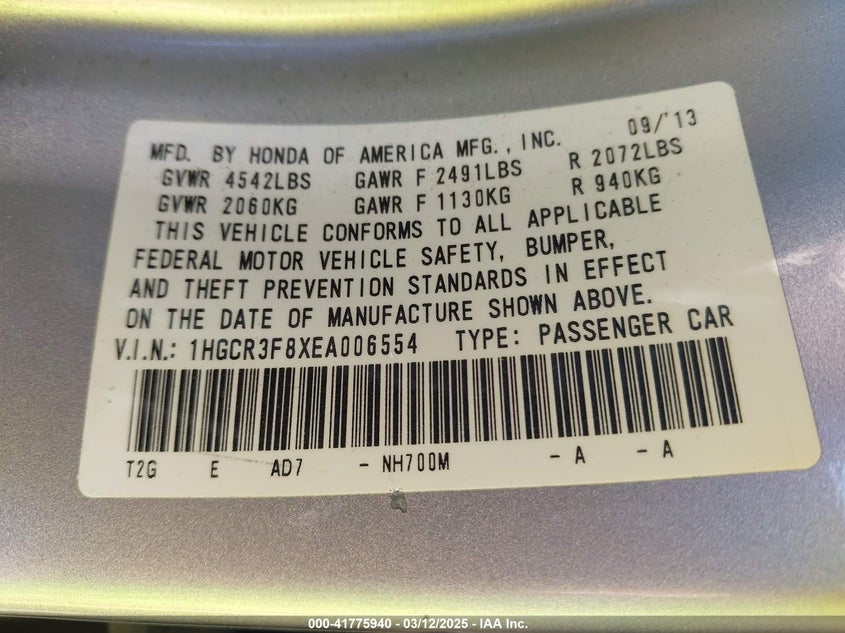 MFD. BY HONDA OF AMERICA MFG., INC. 09/'13
GVWR 4542LBS GAWR F 2491LBS R 2072LBS
GVWR 2060KG GAWR F 1130KG R 940KG
THIS VEHICLE CONFORMS TO ALL APPLICABLE
FEDERAL MOTOR VEHICLE SAFETY, BUMPER,
AND THEFT PREVENTION STANDARDS IN EFFECT
ON THE DATE OF MANUFACTURE SHOWN ABOVE.
V.I.N.: 1HGCR3F8XEA006554 TYPE: PASSENGER CAR
T2G E AD7 - NH700M - A - A
000-41775940 - 03/12/2025 - IAA Inc.